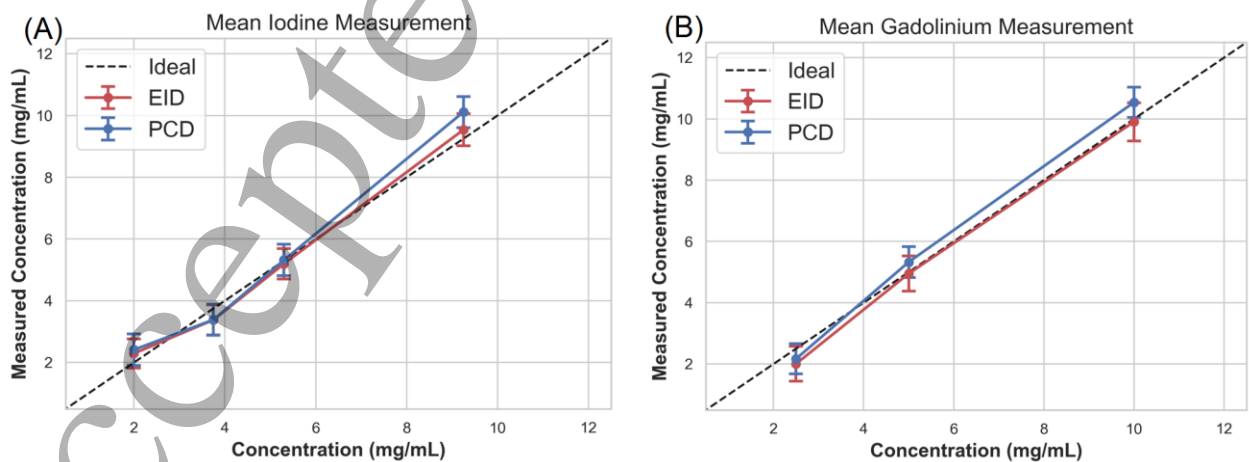 (A)
Mean Iodine Measurement
12
10
8
6
4
2
Measured Concentration (mg/mL)
Ideal
EID
PCD
2 4 6 8 10 12
Concentration (mg/mL)
(B)
Mean Gadolinium Measurement
12
10
8
6
4
2
Measured Concentration (mg/mL)
Ideal
EID
PCD
2 4 6 8 10 12
Concentration (mg/mL)
ccepte